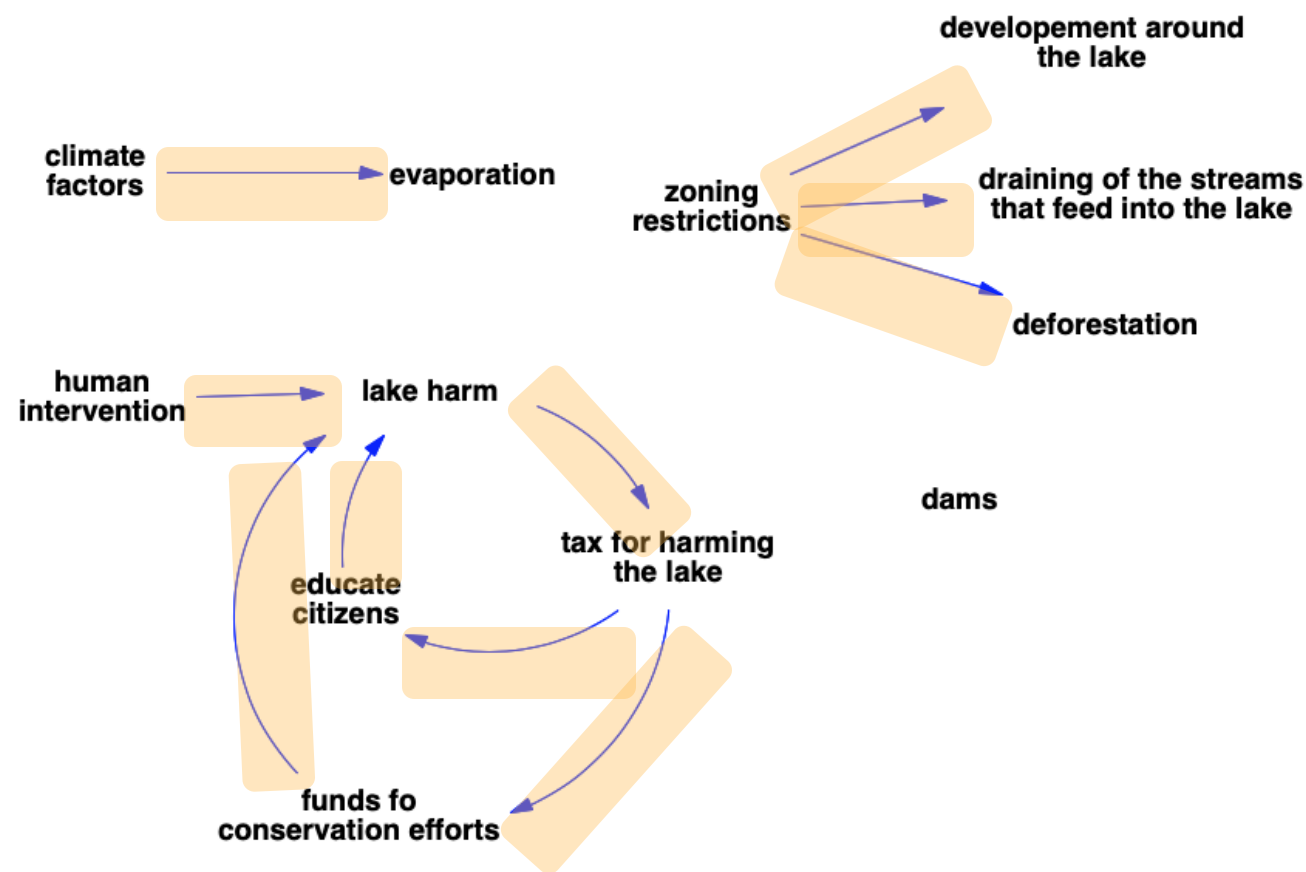 developement around
the lake
climate
factors
evaporation
zoning
restrictions
draining of the streams
that feed into the lake
deforestation
human
intervention
lake harm
dams
tax for harming
the lake
educate
citizens
funds fo
conservation efforts